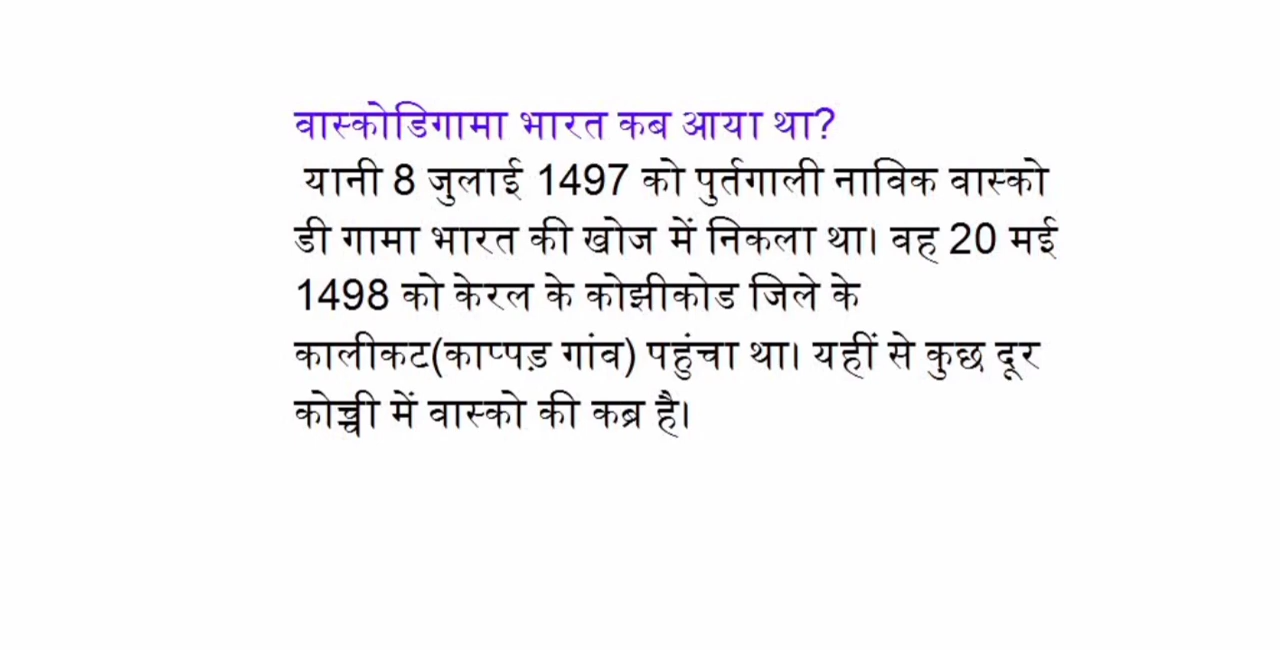 वास्कोडिगामा भारत कब आया था?
यानी 8 जुलाई 1497 को पुर्तगाली नाविक वास्को
डी गामा भारत की खोज में निकला था। वह 20 मई
1498 को केरल के कोझीकोड जिले के
कालीकट(काप्पड़ गांव) पहुंचा था। यहीं से कुछ दूर
कोच्ची में वास्को की कब्र है।